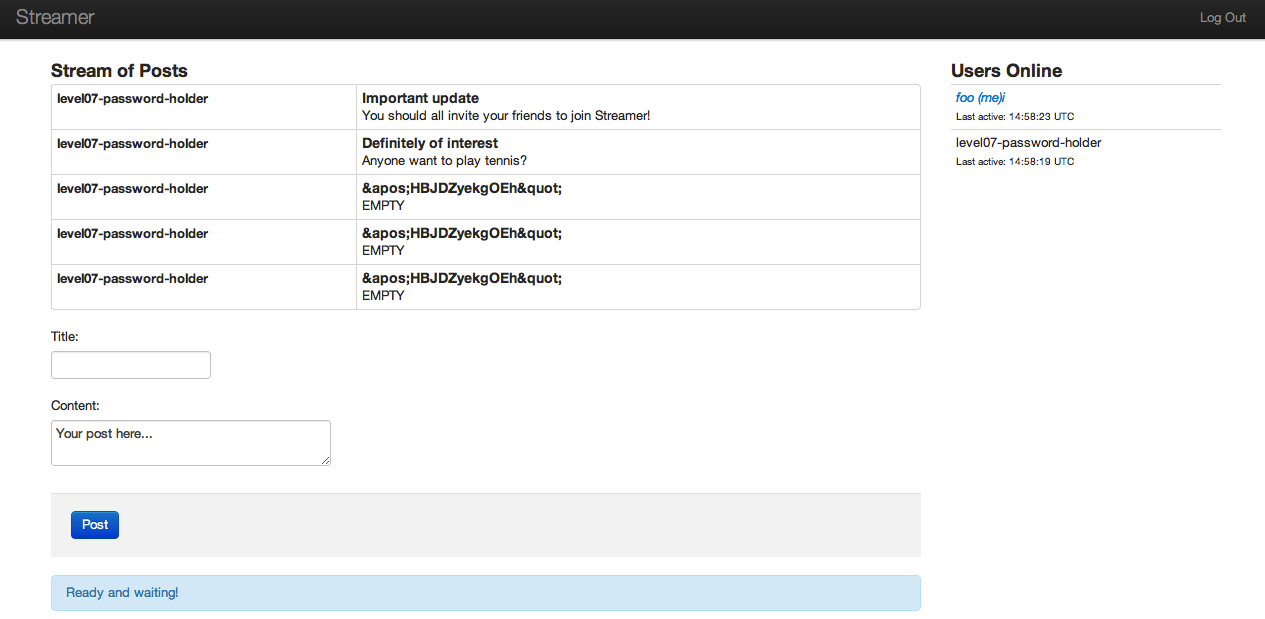 Streamer
Log Out
Stream of Posts
level07-password-holder
Important update
You should all invite your friends to join Streamer!
level07-password-holder
Definitely of interest
Anyone want to play tennis?
level07-password-holder
&apos;HBJDZyekgOEh&quot;
EMPTY
level07-password-holder
&apos;HBJDZyekgOEh&quot;
EMPTY
level07-password-holder
&apos;HBJDZyekgOEh&quot;
EMPTY
Title:
Content:
Your post here...
Post
Ready and waiting!
Users Online
foo (me)i
Last active: 14:58:23 UTC
level07-password-holder
Last active: 14:58:19 UTC